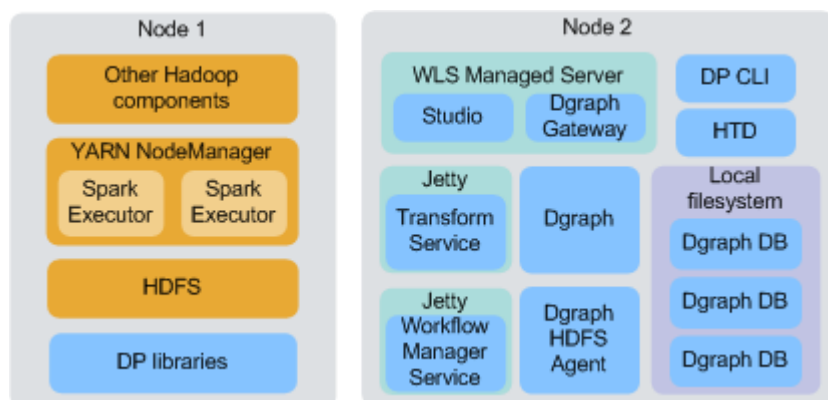 Node 1
Other Hadoop
components
YARN NodeManager
Spark
Executor
Spark
Executor
HDFS
DP libraries
Node 2
WLS Managed Server
Studio
Dgraph
Gateway
DP CLI
HTD
Jetty
Transform
Service
Dgraph
Local
filesystem
Dgraph DB
Dgraph DB
Dgraph DB
Jetty
Workflow
Manager
Service
Dgraph
HDFS
Agent